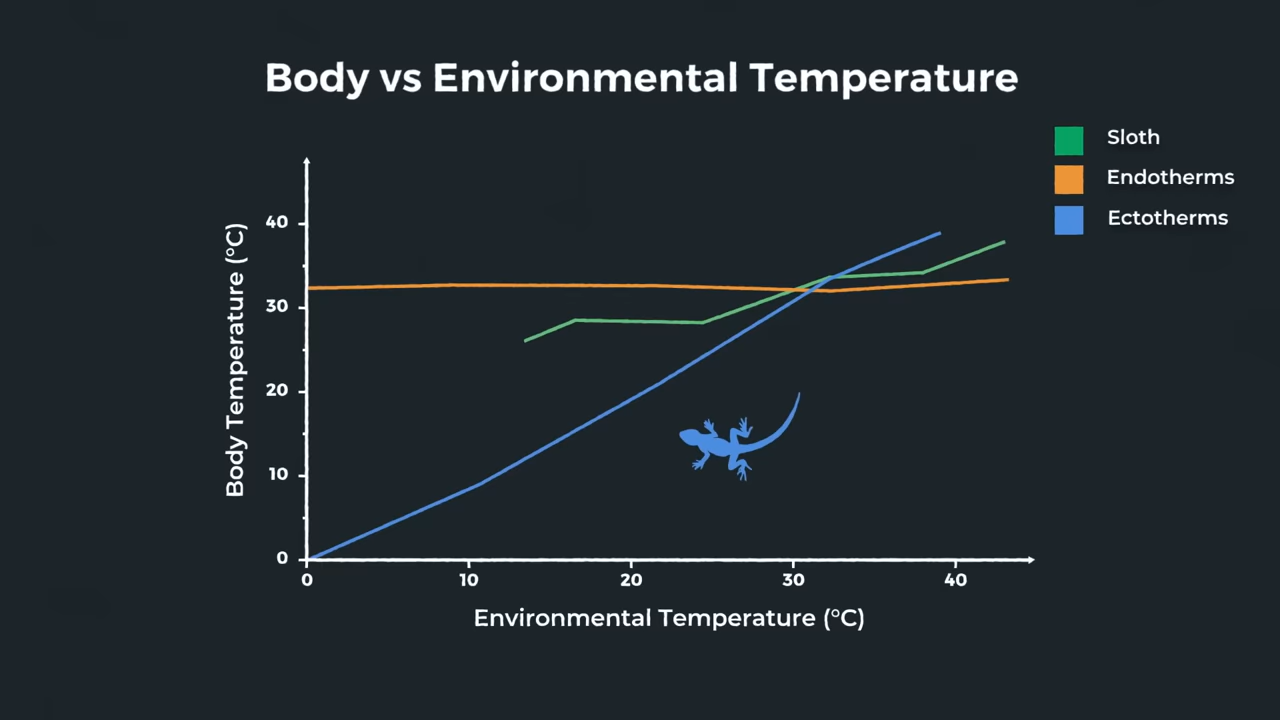 Body vs Environmental Temperature
Sloth
Endotherms
Ectotherms
Body Temperature (°C)
40
30
20
10
0
0 10 20 30 40
Environmental Temperature (°C)